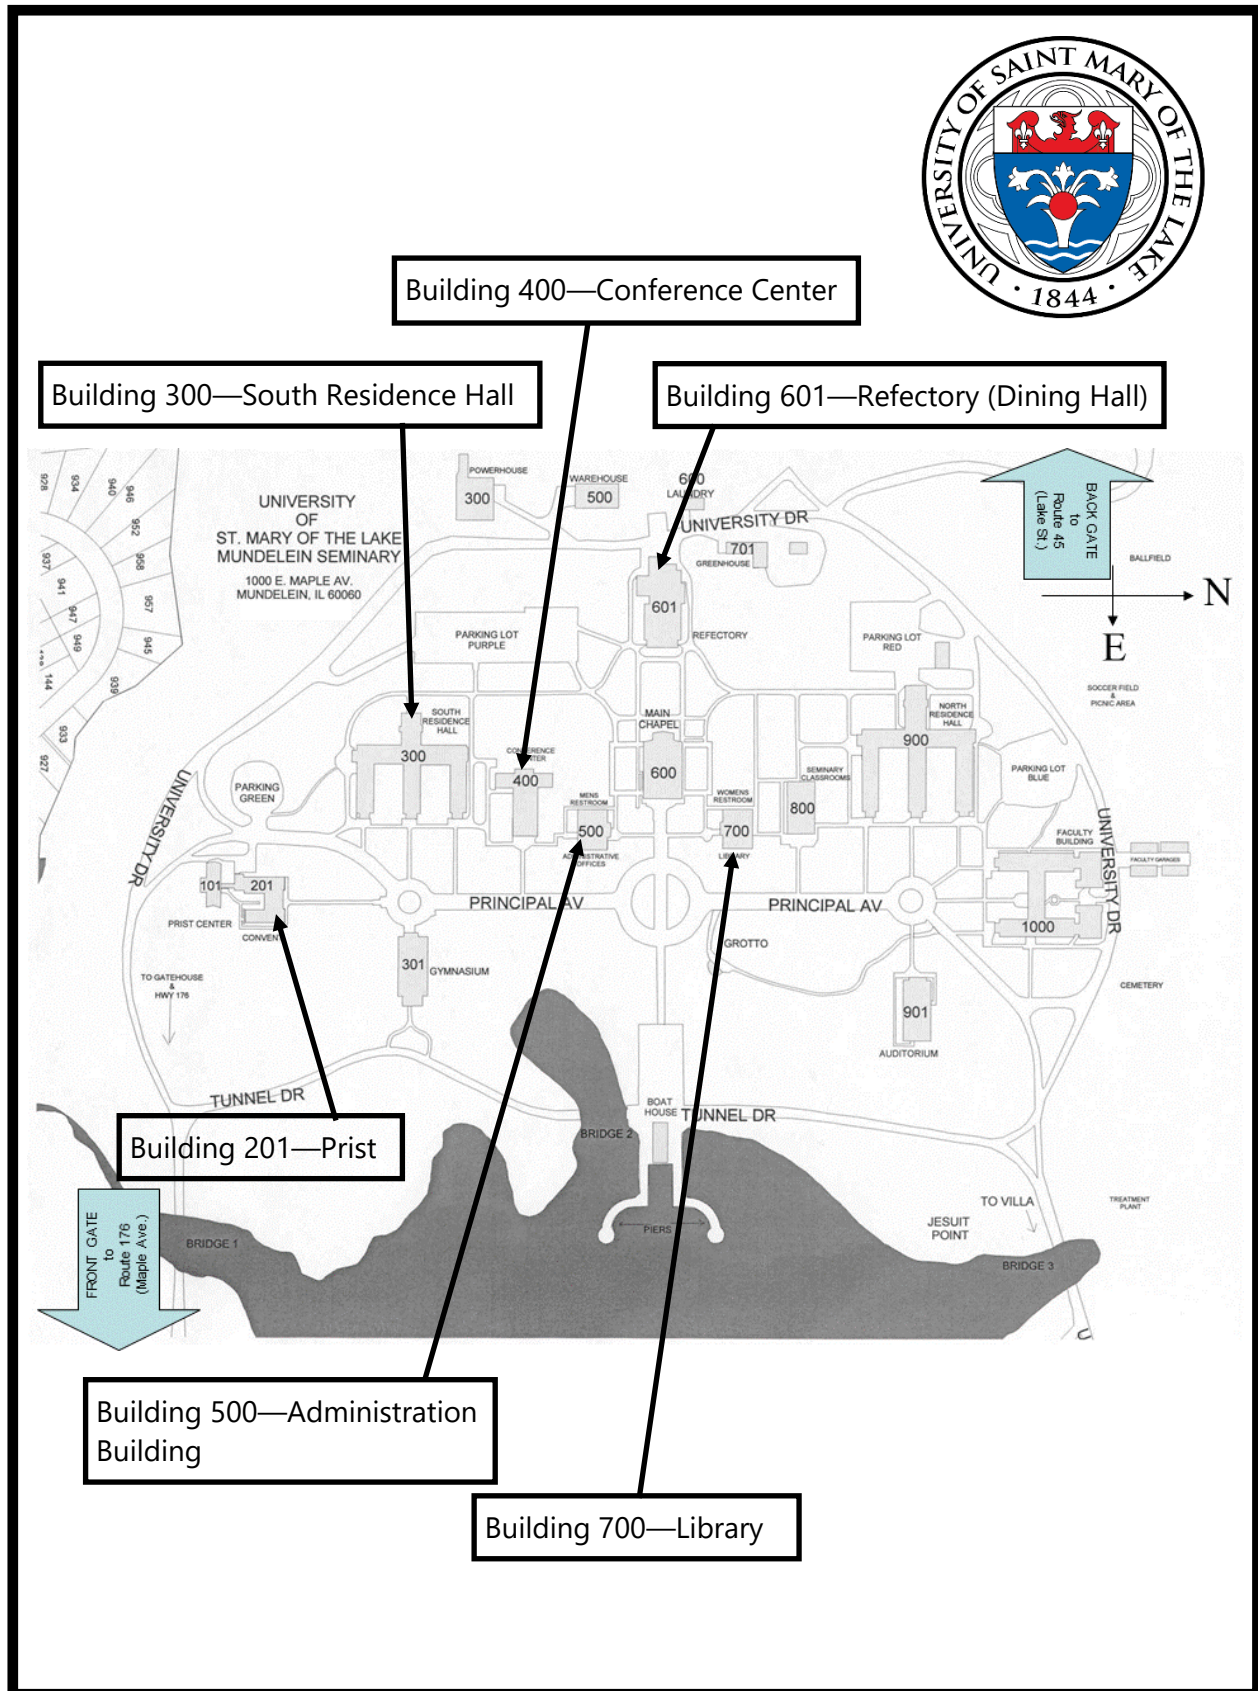 UNIVERSITY OF SAINT MARY OF THE LAKE
· 1844 ·
Building 400—Conference Center
Building 300—South Residence Hall
Building 601—Refectory (Dining Hall)
928
934
940
946
952
958
937
941
947
949
957
945
939
144
933
927
UNIVERSITY
OF
ST. MARY OF THE LAKE
MUNDELEIN SEMINARY
1000 E. MAPLE AV.
MUNDELEIN, IL 60060
POWERHOUSE
300
WAREHOUSE
500
600
LAUNDRY
UNIVERSITY DR
701
GREENHOUSE
BACK GATE
to
Route 45
(Lake St.)
BALLFIELD
N
E
601
REFECTORY
PARKING LOT
PURPLE
PARKING LOT
RED
SOCCER FIELD
&
PICNIC AREA
SOUTH
RESIDENCE
HALL
300
MAIN
CHAPEL
600
NORTH
RESIDENCE
HALL
900
400
MENS
RESTROOM
500
ADMINISTRATIVE
OFFICES
WOMENS
RESTROOM
700
LIBRARY
SEMINARY
CLASSROOMS
800
PARKING LOT
BLUE
PARKING
GREEN
UNIVERSITY DR
UNIVERSITY DR
FACULTY
BUILDING
FACULTY GARAGES
1000
101
201
PRIST CENTER
CONVENT
PRINCIPAL AV
PRINCIPAL AV
GROTTO
301
GYMNASIUM
TO GATEHOUSE
&
HWY 176
901
AUDITORIUM
CEMETERY
TUNNEL DR
BOAT
HOUSE
TUNNEL DR
Building 201—Prist
BRIDGE 2
FRONT GATE
to
Route 176
(Maple Ave.)
BRIDGE 1
PIERS
TO VILLA
JESUIT
POINT
TREATMENT
PLANT
BRIDGE 3
U
Building 500—Administration
Building
Building 700—Library